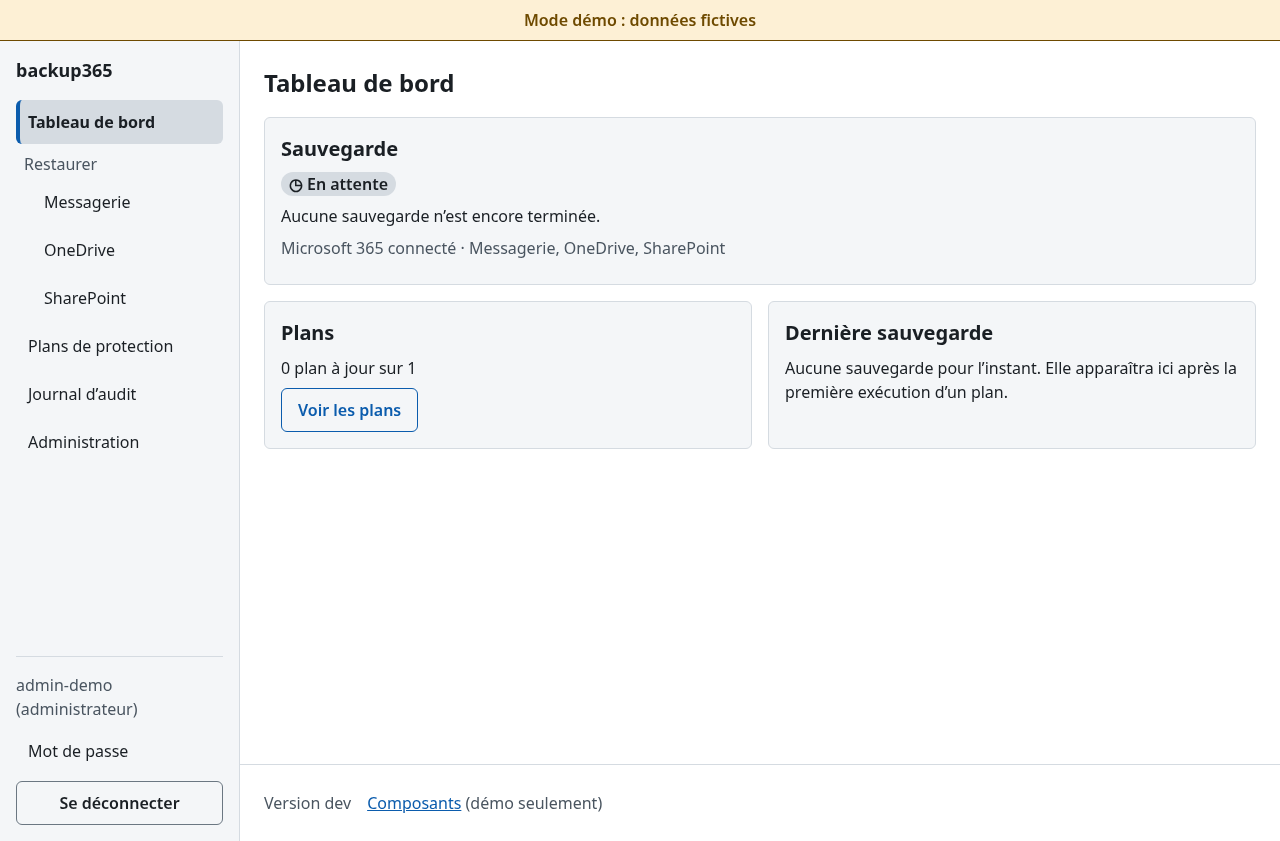 Mode démo : données fictives
backup365
Tableau de bord
Restaurer
Messagerie
OneDrive
SharePoint
Plans de protection
Journal d’audit
Administration
admin-demo
(administrateur)
Mot de passe
Se déconnecter
Tableau de bord
Sauvegarde
En attente
Aucune sauvegarde n’est encore terminée.
Microsoft 365 connecté · Messagerie, OneDrive, SharePoint
Plans
0 plan à jour sur 1
Voir les plans
Dernière sauvegarde
Aucune sauvegarde pour l’instant. Elle apparaîtra ici après la
première exécution d’un plan.
Version dev Composants (démo seulement)